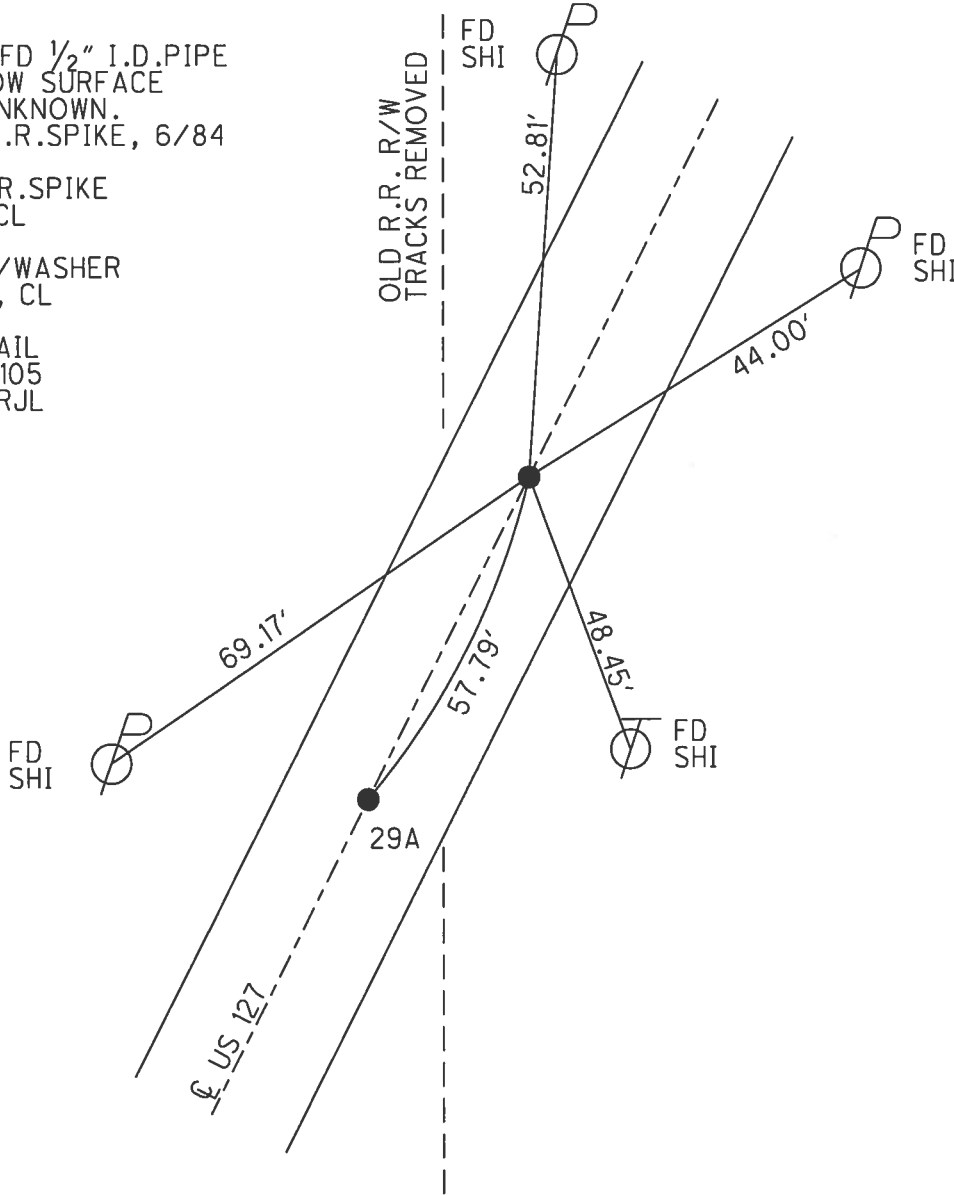 FD 1/2" I.D.PIPE
OW SURFACE
NKNOWN.
.R.SPIKE, 6/84
R.SPIKE
CL
/WASHER
, CL
AIL
105
RJL
OLD R.R. R/W
TRACKS REMOVED
FD
SHI
52.81'
FD
SHI
44.00'
69.17'
57.79'
48.45'
FD
SHI
FD
SHI
29A
℄ US 127